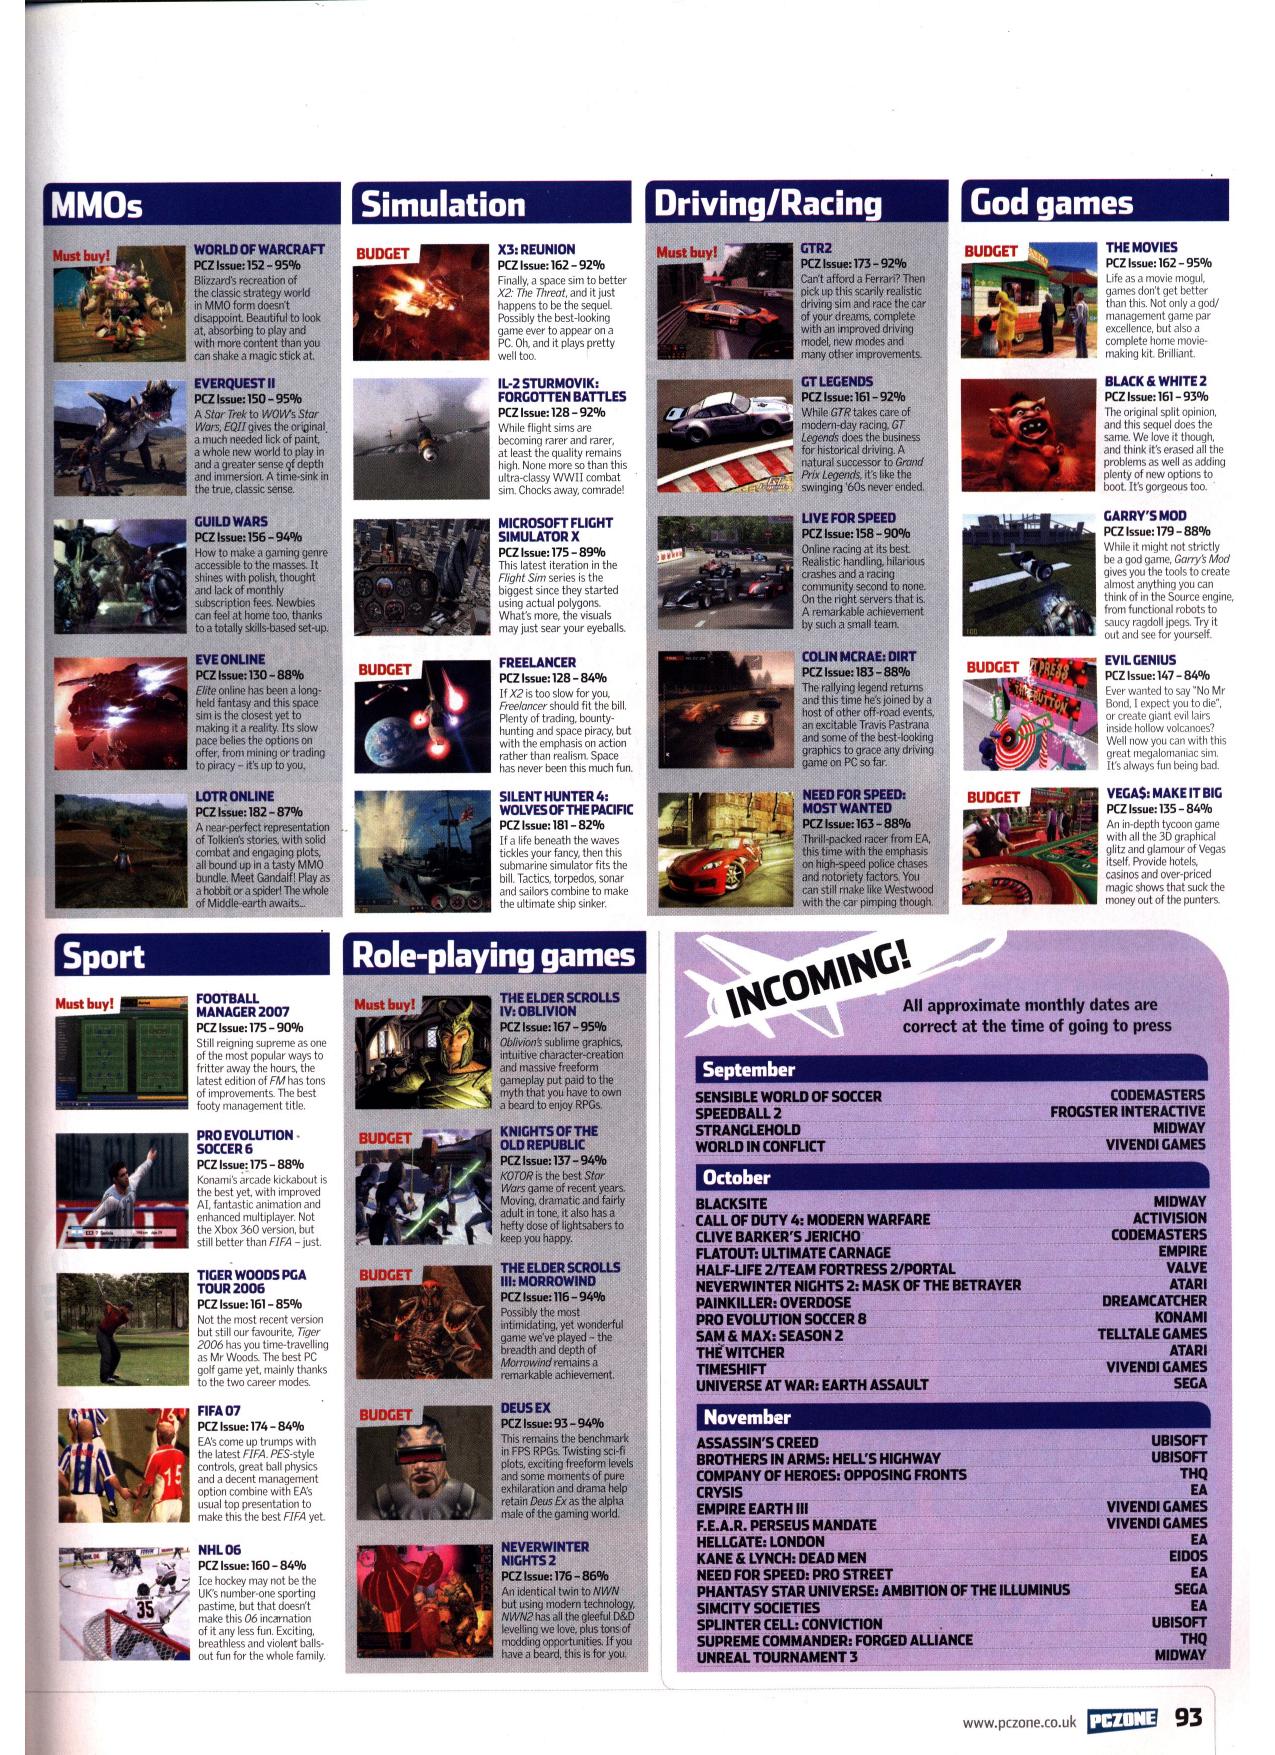 MMOs
Must buy!
WORLD OF WARCRAFT
PCZ Issue: 152 – 95%
Blizzard's recreation of
the classic strategy world
in MMO form doesn't
disappoint. Beautiful to look
at, absorbing to play and
with more content than you
can shake a magic stick at.
EVERQUEST II
PCZ Issue: 150 – 95%
A Star Trek to WOW's Star
Wars, EQII gives the original
a much needed lick of paint,
a whole new world to play in
and a greater sense of depth
and immersion. A time-sink in
the true, classic sense.
GUILD WARS
PCZ Issue: 156 – 94%
How to make a gaming genre
accessible to the masses. It
shines with polish, thought
and lack of monthly
subscription fees. Newbies
can feel at home too, thanks
to a totally skills-based set-up.
EVE ONLINE
PCZ Issue: 130 – 88%
Elite online has been a long-
held fantasy and this space
sim is the closest yet to
making it a reality. Its slow
pace belies the options on
offer, from mining or trading
to piracy – it's up to you.
LOTR ONLINE
PCZ Issue: 182 – 87%
A near-perfect representation
of Tolkien's stories, with solid
combat and engaging plots,
all bound up in a tasty MMO
bundle. Meet Gandalf! Play as
a hobbit or a spider! The whole
of Middle-earth awaits...
Simulation
BUDGET
X3: REUNION
PCZ Issue: 162 – 92%
Finally, a space sim to better
X2: The Threat, and it just
happens to be the sequel.
Possibly the best-looking
game ever to appear on a
PC. Oh, and it plays pretty
well too.
IL-2 STURMOVIK:
FORGOTTEN BATTLES
PCZ Issue: 128 – 92%
While flight sims are
becoming rarer and rarer,
at least the quality remains
high. None more so than this
ultra-classy WWII combat
sim. Chocks away, comrade!
MICROSOFT FLIGHT
SIMULATOR X
PCZ Issue: 175 – 89%
This latest iteration in the
Flight Sim series is the
biggest since they started
using actual polygons.
What's more, the visuals
may just sear your eyeballs.
BUDGET
FREELANCER
PCZ Issue: 128 – 84%
If X2 is too slow for you,
Freelancer should fit the bill.
Plenty of trading, bounty-
hunting and space piracy, but
with the emphasis on action
rather than realism. Space
has never been this much fun.
SILENT HUNTER 4:
WOLVES OF THE PACIFIC
PCZ Issue: 181 – 82%
If a life beneath the waves
tickles your fancy, then this
submarine simulator fits the
bill. Tactics, torpedos, sonar
and sailors combine to make
the ultimate ship sinker.
Driving/Racing
Must buy!
GTR2
PCZ Issue: 173 – 92%
Can't afford a Ferrari? Then
pick up this scarily realistic
driving sim and race the car
of your dreams, complete
with an improved driving
model, new modes and
many other improvements.
GT LEGENDS
PCZ Issue: 161 – 92%
While GTR takes care of
modern-day racing, GT
Legends does the business
for historical driving. A
natural successor to Grand
Prix Legends, it's like the
swinging '60s never ended.
LIVE FOR SPEED
PCZ Issue: 158 – 90%
Online racing at its best.
Realistic handling, hilarious
crashes and a racing
community second to none.
On the right servers that is.
A remarkable achievement
by such a small team.
COLIN MCRAE: DIRT
PCZ Issue: 183 – 88%
The rallying legend returns
and this time he's joined by a
host of other off-road events,
an excitable Travis Pastrana
and some of the best-looking
graphics to grace any driving
game on PC so far.
NEED FOR SPEED:
MOST WANTED
PCZ Issue: 163 – 88%
Thrill-packed racer from EA,
this time with the emphasis
on high-speed police chases
and notoriety factors. You
can still make like Westwood
with the car pimping though.
God games
BUDGET
THE MOVIES
PCZ Issue: 162 – 95%
Life as a movie mogul,
games don't get better
than this. Not only a god/
management game par
excellence, but also a
complete home movie-
making kit. Brilliant.
BLACK & WHITE 2
PCZ Issue: 161 – 93%
The original split opinion,
and this sequel does the
same. We love it though,
and think it's erased all the
problems as well as adding
plenty of new options to
boot. It's gorgeous too.
GARRY'S MOD
PCZ Issue: 179 – 88%
While it might not strictly
be a god game, Garry's Mod
gives you the tools to create
almost anything you can
think of in the Source engine,
from functional robots to
saucy ragdoll jpegs. Try it
out and see for yourself.
BUDGET
EVIL GENIUS
PCZ Issue: 147 – 84%
Ever wanted to say "No Mr
Bond, I expect you to die",
or create giant evil lairs
inside hollow volcanoes?
Well now you can with this
great megalomaniac sim.
It's always fun being bad.
BUDGET
VEGA$: MAKE IT BIG
PCZ Issue: 135 – 84%
An in-depth tycoon game
with all the 3D graphical
glitz and glamour of Vegas
itself. Provide hotels,
casinos and over-priced
magic shows that suck the
money out of the punters.
Sport
Must buy!
FOOTBALL
MANAGER 2007
PCZ Issue: 175 – 90%
Still reigning supreme as one
of the most popular ways to
fritter away the hours, the
latest edition of FM has tons
of improvements. The best
footy management title.
PRO EVOLUTION
SOCCER 6
PCZ Issue: 175 – 88%
Konami's arcade kickabout is
the best yet, with improved
AI, fantastic animation and
enhanced multiplayer. Not
the Xbox 360 version, but
still better than FIFA – just.
TIGER WOODS PGA
TOUR 2006
PCZ Issue: 161 – 85%
Not the most recent version
but still our favourite, Tiger
2006 has you time-travelling
as Mr Woods. The best PC
golf game yet, mainly thanks
to the two career modes.
15
FIFA 07
PCZ Issue: 174 – 84%
EA's come up trumps with
the latest FIFA. PES-style
controls, great ball physics
and a decent management
option combine with EA's
usual top presentation to
make this the best FIFA yet.
35
NHL 06
PCZ Issue: 160 – 84%
Ice hockey may not be the
UK's number-one sporting
pastime, but that doesn't
make this 06 incarnation
of it any less fun. Exciting,
breathless and violent balls-
out fun for the whole family.
Role-playing games
Must buy!
THE ELDER SCROLLS
IV: OBLIVION
PCZ Issue: 167 – 95%
Oblivion's sublime graphics,
intuitive character-creation
and massive freeform
gameplay put paid to the
myth that you have to own
a beard to enjoy RPGs.
BUDGET
KNIGHTS OF THE
OLD REPUBLIC
PCZ Issue: 137 – 94%
KOTOR is the best Star
Wars game of recent years.
Moving, dramatic and fairly
adult in tone, it also has a
hefty dose of lightsabers to
keep you happy.
BUDGET
THE ELDER SCROLLS
III: MORROWIND
PCZ Issue: 116 – 94%
Possibly the most
intimidating, yet wonderful
game we've played – the
breadth and depth of
Morrowind remains a
remarkable achievement.
BUDGET
DEUS EX
PCZ Issue: 93 – 94%
This remains the benchmark
in FPS RPGs. Twisting sci-fi
plots, exciting freeform levels
and some moments of pure
exhilaration and drama help
retain Deus Ex as the alpha
male of the gaming world.
NEVERWINTER
NIGHTS 2
PCZ Issue: 176 – 86%
An identical twin to NWN
but using modern technology,
NWN2 has all the gleeful D&D
levelling we love, plus tons of
modding opportunities. If you
have a beard, this is for you.
INCOMING!
All approximate monthly dates are
correct at the time of going to press
September
SENSIBLE WORLD OF SOCCER CODEMASTERS
SPEEDBALL 2 FROGSTER INTERACTIVE
STRANGLEHOLD MIDWAY
WORLD IN CONFLICT VIVENDI GAMES
October
BLACKSITE MIDWAY
CALL OF DUTY 4: MODERN WARFARE ACTIVISION
CLIVE BARKER'S JERICHO CODEMASTERS
FLATOUT: ULTIMATE CARNAGE EMPIRE
HALF-LIFE 2/TEAM FORTRESS 2/PORTAL VALVE
NEVERWINTER NIGHTS 2: MASK OF THE BETRAYER ATARI
PAINKILLER: OVERDOSE DREAMCATCHER
PRO EVOLUTION SOCCER 8 KONAMI
SAM & MAX: SEASON 2 TELLTALE GAMES
THE WITCHER ATARI
TIMESHIFT VIVENDI GAMES
UNIVERSE AT WAR: EARTH ASSAULT SEGA
November
ASSASSIN'S CREED UBISOFT
BROTHERS IN ARMS: HELL'S HIGHWAY UBISOFT
COMPANY OF HEROES: OPPOSING FRONTS THQ
CRYSIS EA
EMPIRE EARTH III VIVENDI GAMES
F.E.A.R. PERSEUS MANDATE VIVENDI GAMES
HELLGATE: LONDON EA
KANE & LYNCH: DEAD MEN EIDOS
NEED FOR SPEED: PRO STREET EA
PHANTASY STAR UNIVERSE: AMBITION OF THE ILLUMINUS SEGA
SIMCITY SOCIETIES EA
SPLINTER CELL: CONVICTION UBISOFT
SUPREME COMMANDER: FORGED ALLIANCE THQ
UNREAL TOURNAMENT 3 MIDWAY
www.pczone.co.uk PCZONE 93